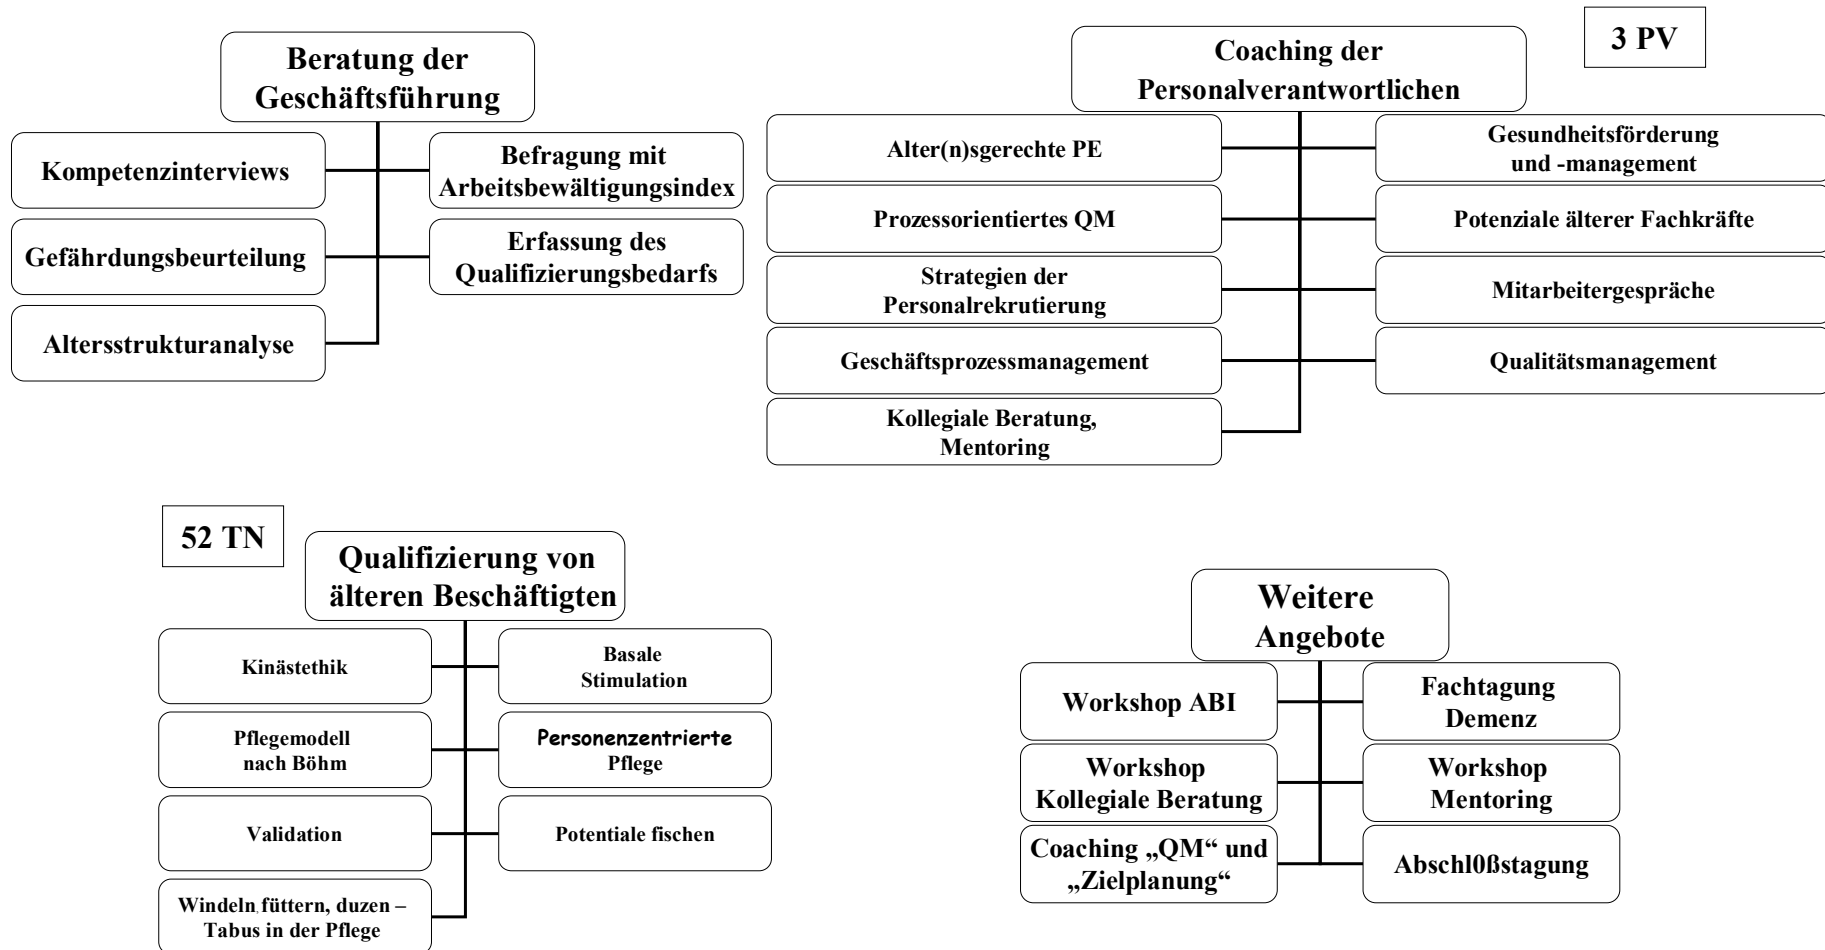 Beratung der
Geschäftsführung
Kompetenzinterviews
Befragung mit
Arbeitsbewältigungsindex
Gefährdungsbeurteilung
Erfassung des
Qualifizierungsbedarfs
Altersstrukturanalyse
3 PV
Coaching der
Personalverantwortlichen
Alter(n)sgerechte PE
Gesundheitsförderung
und -management
Prozessorientiertes QM
Potenziale älterer Fachkräfte
Strategien der
Personalrekrutierung
Mitarbeitergespräche
Geschäftsprozessmanagement
Qualitätsmanagement
Kollegiale Beratung,
Mentoring
52 TN
Qualifizierung von
älteren Beschäftigten
Kinästethik
Basale
Stimulation
Pflegemodell
nach Böhm
Personenzentrierte
Pflege
Validation
Potentiale fischen
Windeln, füttern, duzen –
Tabus in der Pflege
Weitere
Angebote
Workshop ABI
Fachtagung
Demenz
Workshop
Kollegiale Beratung
Workshop
Mentoring
Coaching „QM“ und
„Zielplanung“
Abschl0ßstagung